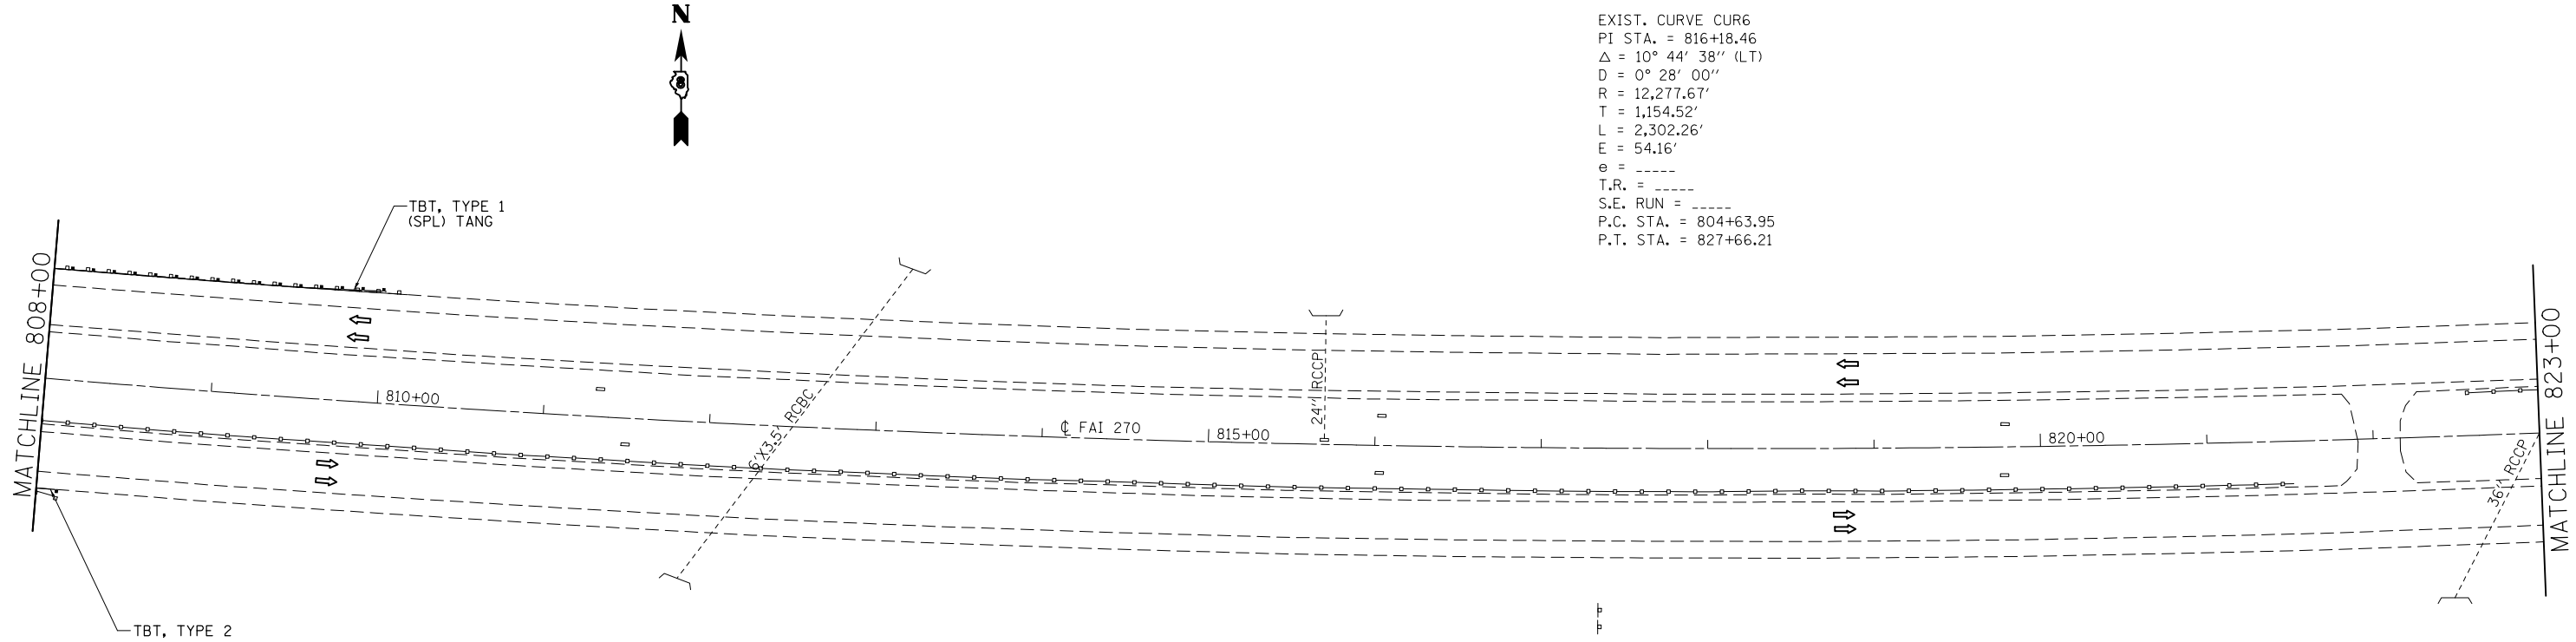 N
8
EXIST. CURVE CUR6
PI STA. = 816+18.46
Δ = 10° 44' 38'' (LT)
D = 0° 28' 00''
R = 12,277.67'
T = 1,154.52'
L = 2,302.26'
E = 54.16'
e = _____
T.R. = _____
S.E. RUN = _____
P.C. STA. = 804+63.95
P.T. STA. = 827+66.21
TBT, TYPE 1
(SPL) TANG
MATCHLINE 808+00
810+00
6'X3.5' RCBC
℄ FAI 270
815+00
24'' RCCP
820+00
36'' RCCP
MATCHLINE 823+00
TBT, TYPE 2